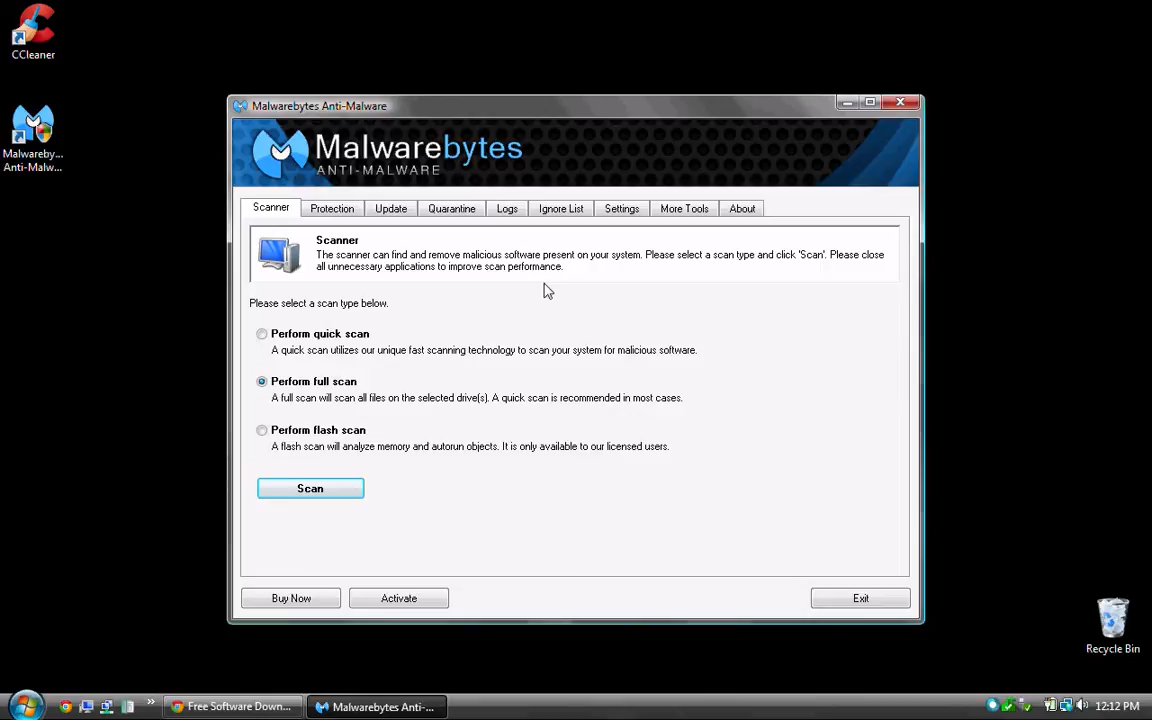 CCleaner
Malwareby...
Anti-Malw...
Malwarebytes Anti-Malware
Malwarebytes
ANTI-MALWARE
Scanner Protection Update Quarantine Logs Ignore List Settings More Tools About
Scanner
The scanner can find and remove malicious software present on your system. Please select a scan type and click 'Scan'. Please close
all unnecessary applications to improve scan performance.
Please select a scan type below.
Perform quick scan
A quick scan utilizes our unique fast scanning technology to scan your system for malicious software.
Perform full scan
A full scan will scan all files on the selected drive(s). A quick scan is recommended in most cases.
Perform flash scan
A flash scan will analyze memory and autorun objects. It is only available to our licensed users.
Scan
Buy Now Activate Exit
Recycle Bin
» Free Software Down... Malwarebytes Anti-... 12:12 PM